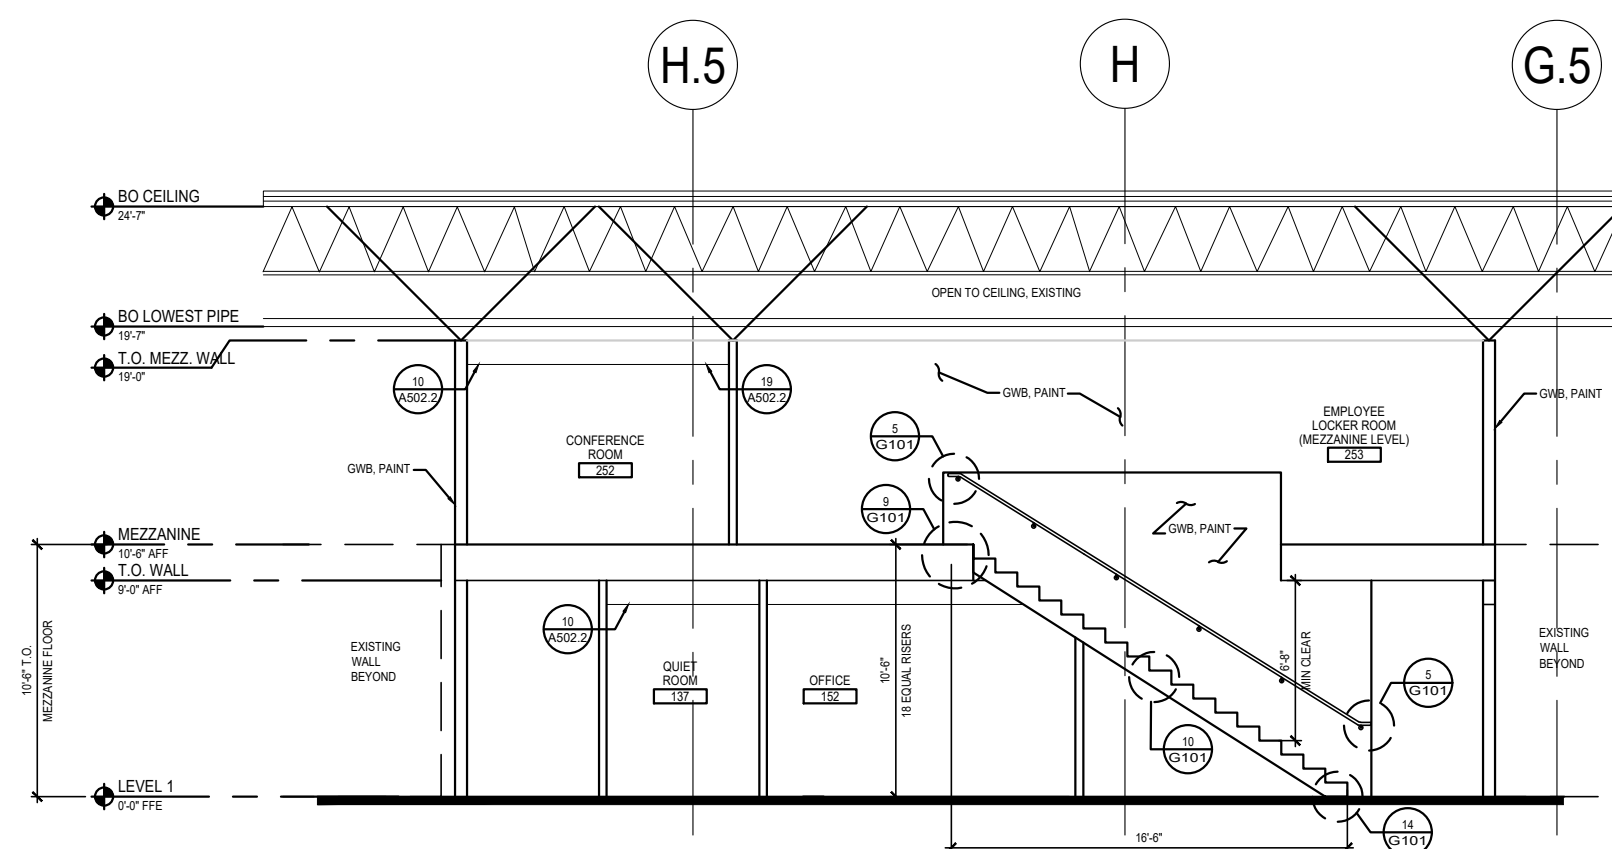 H.5
H
G.5
BO CEILING
24'-7"
OPEN TO CEILING, EXISTING
BO LOWEST PIPE
19'-7"
T.O. MEZZ. WALL
19'-0"
10
A502.2
19
A502.2
GWB, PAINT
GWB, PAINT
EMPLOYEE
LOCKER ROOM
(MEZZANINE LEVEL)
253
5
G101
CONFERENCE
ROOM
252
GWB, PAINT
9
G101
GWB, PAINT
MEZZANINE
10'-6" AFF
T.O. WALL
9'-0" AFF
10
A502.2
10'-6" T.O.
MEZZANINE FLOOR
EXISTING
WALL
BEYOND
QUIET
ROOM
137
OFFICE
152
10'-6"
18 EQUAL RISERS
6'-8"
MIN CLEAR
EXISTING
WALL
BEYOND
5
G101
10
G101
LEVEL 1
0'-0" FFE
14
G101
16'-6"